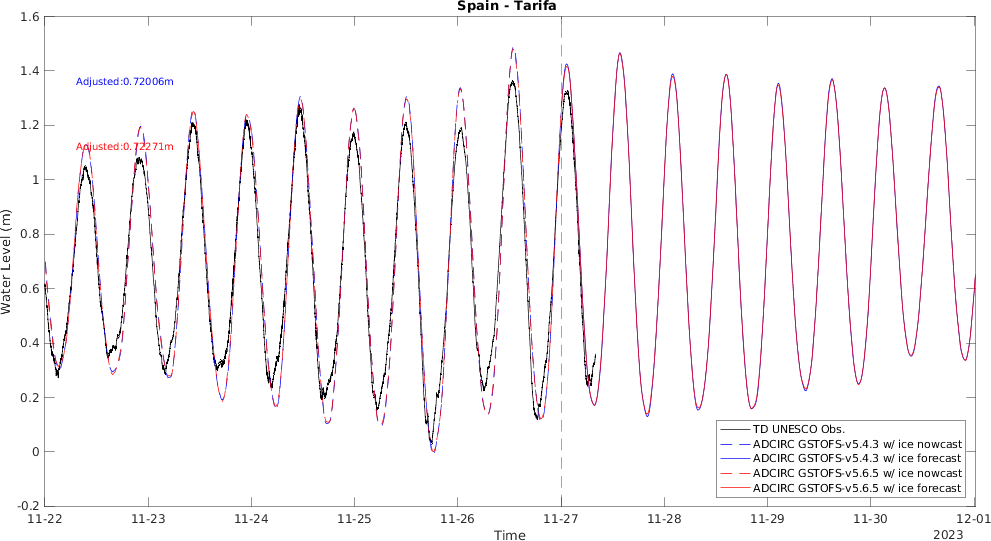 Spain - Tarifa
1.6
1.4
1.2
1
0.8
0.6
0.4
0.2
0
-0.2
Water Level (m)
Adjusted:0.72006m
Adjusted:0.72271m
TD UNESCO Obs.
ADCIRC GSTOFS-v5.4.3 w/ ice nowcast
ADCIRC GSTOFS-v5.4.3 w/ ice forecast
ADCIRC GSTOFS-v5.6.5 w/ ice nowcast
ADCIRC GSTOFS-v5.6.5 w/ ice forecast
11-22 11-23 11-24 11-25 11-26 11-27 11-28 11-29 11-30 12-01
Time
2023